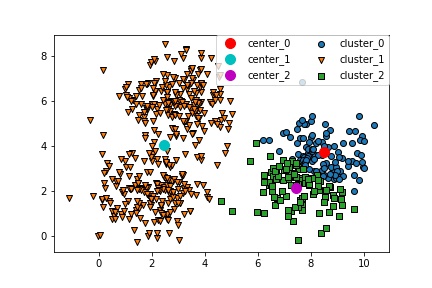 center_0 cluster_0
center_1 cluster_1
center_2 cluster_2
8
6
4
2
0
0 2 4 6 8 10